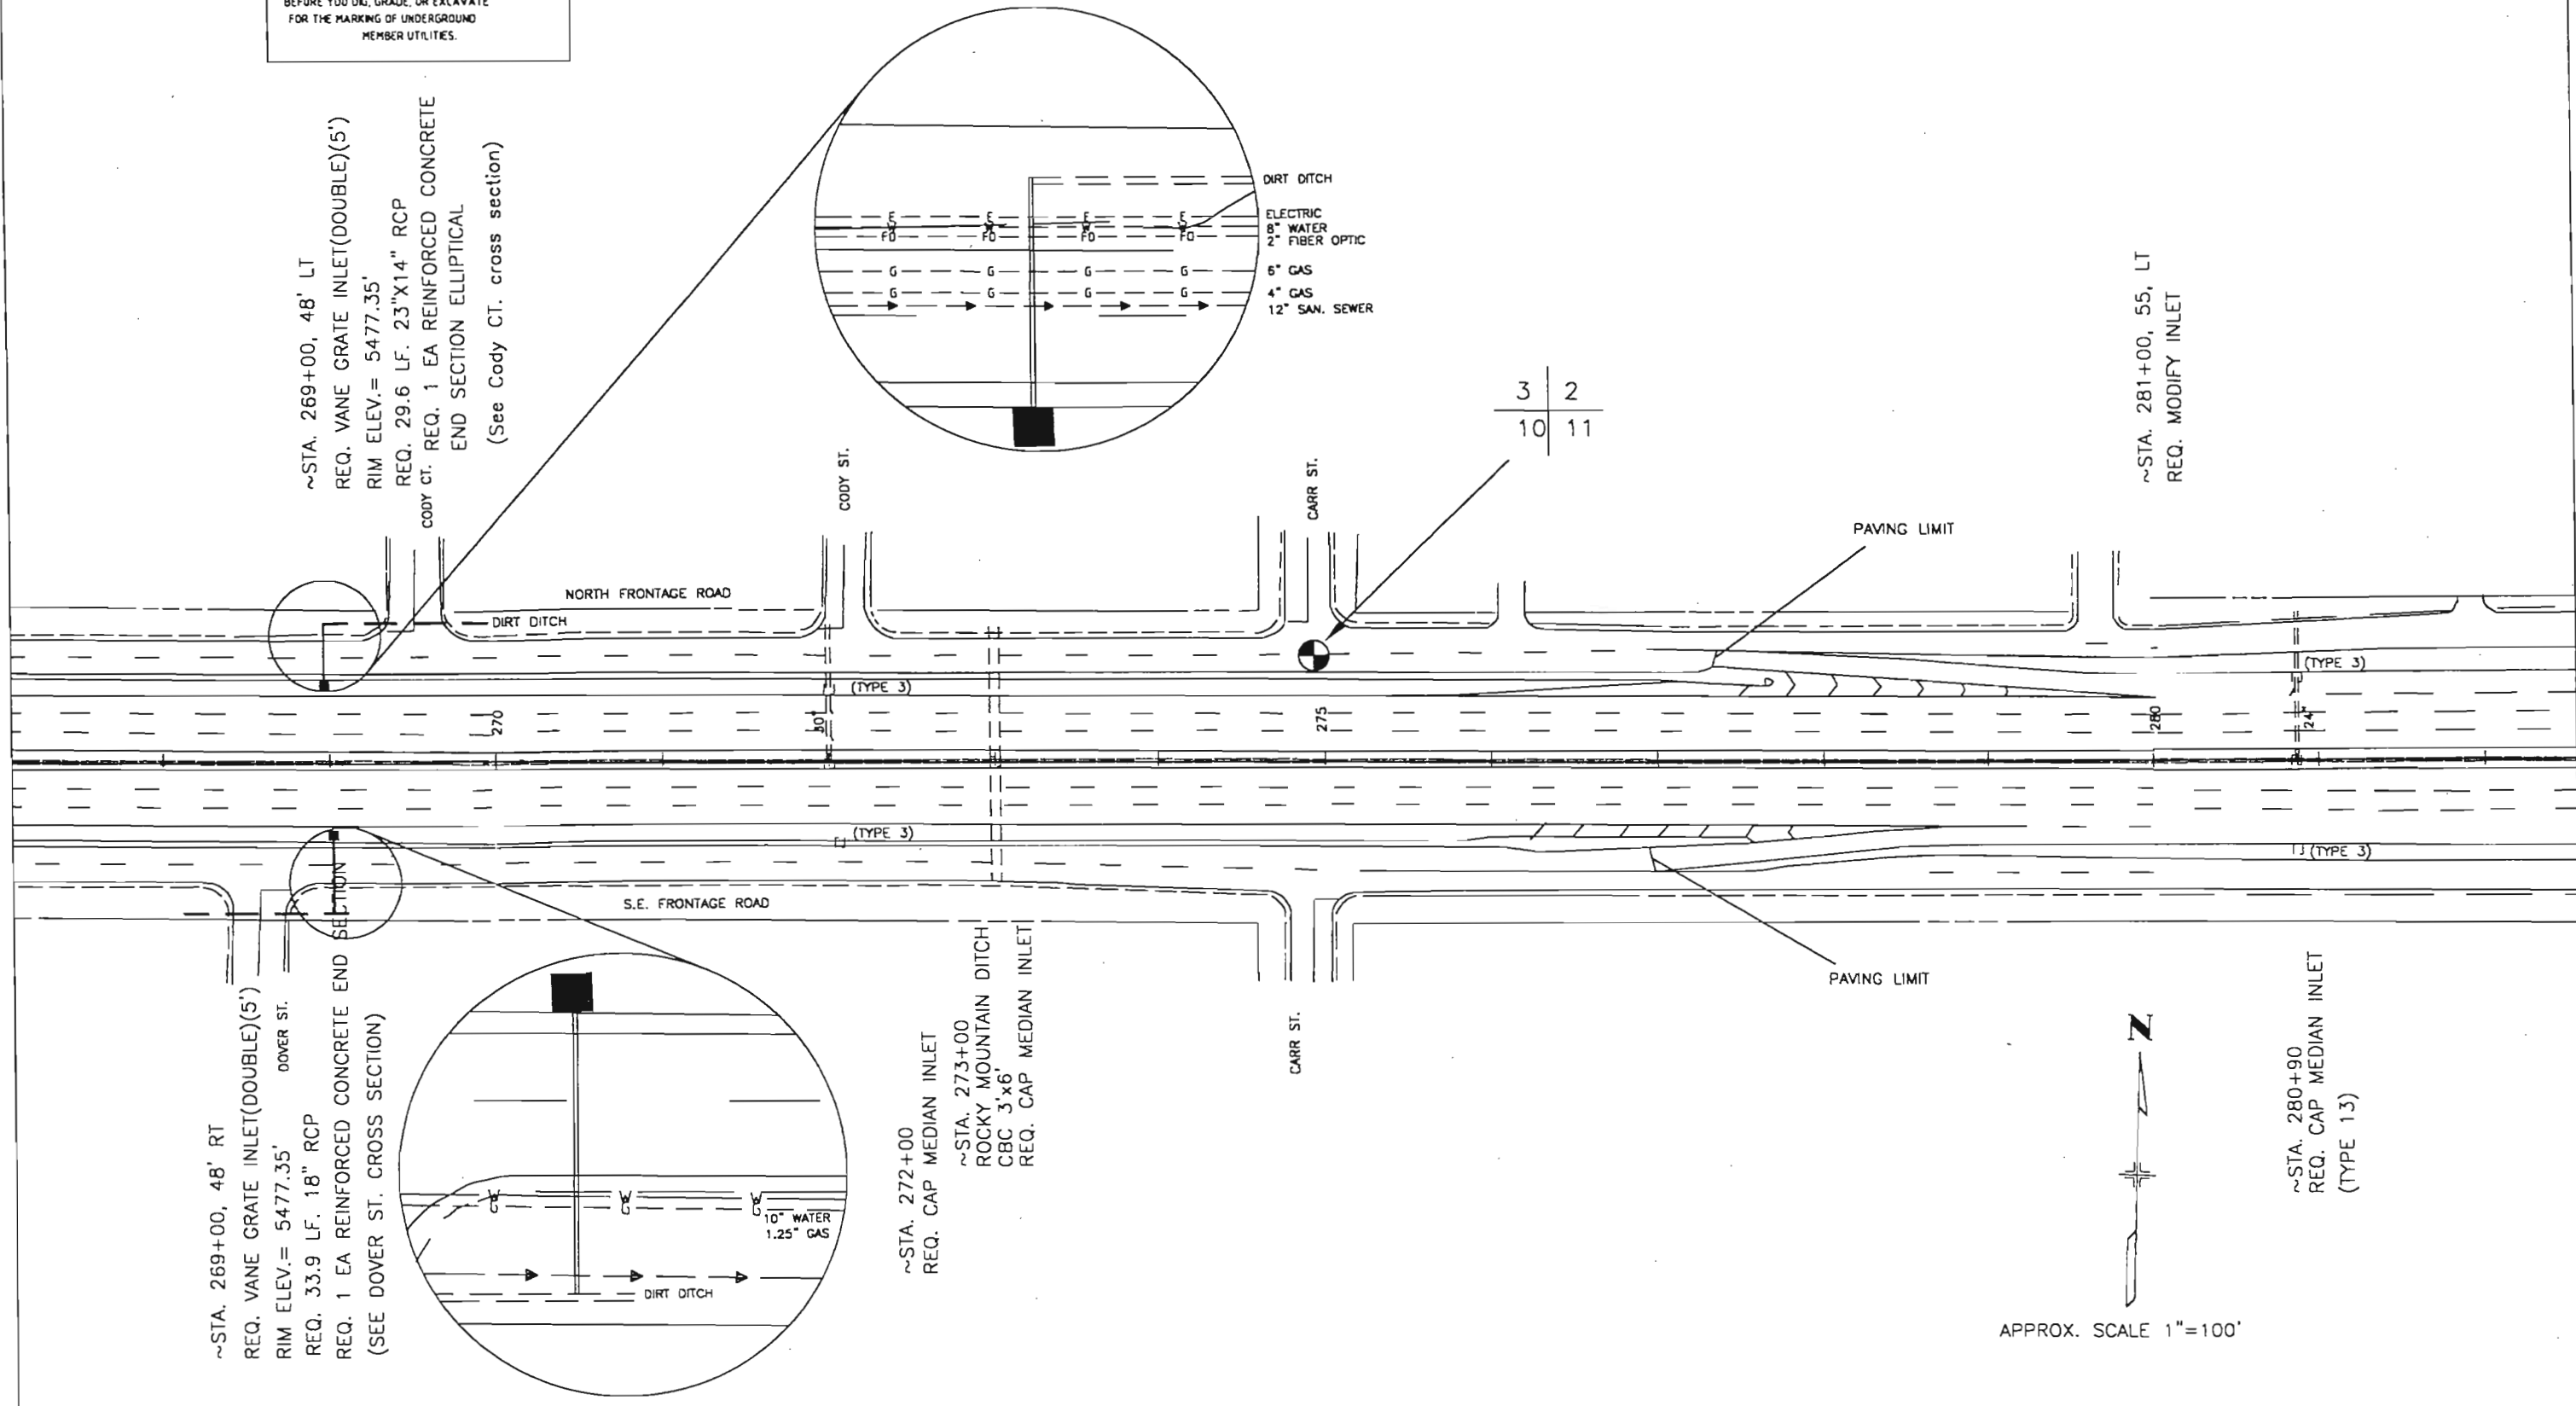 BEFORE YOU DIG, GRADE, OR EXCAVATE
FOR THE MARKING OF UNDERGROUND
MEMBER UTILITIES.
~STA. 269+00, 48' LT
REQ. VANE GRATE INLET(DOUBLE)(5')
RIM ELEV.= 5477.35'
REQ. 29.6 LF. 23"X14" RCP
REQ. 1 EA REINFORCED CONCRETE
END SECTION ELLIPTICAL
(See Cody CT. cross section)
CODY CT.
DIRT DITCH
E E E E
ELECTRIC
W W W W
8" WATER
FO FO FO FO
2" FIBER OPTIC
G G G G
6" GAS
G G G G
4" GAS
12" SAN. SEWER
3 2
10 11
~STA. 281+00, 55, LT
REQ. MODIFY INLET
CODY ST.
CARR ST.
PAVING LIMIT
NORTH FRONTAGE ROAD
DIRT DITCH
(TYPE 3)
(TYPE 3)
270
30"
275
280
24"
(TYPE 3)
(TYPE 3)
S.E. FRONTAGE ROAD
PAVING LIMIT
~STA. 269+00, 48' RT
REQ. VANE GRATE INLET(DOUBLE)(5')
RIM ELEV.= 5477.35'
REQ. 33.9 LF. 18" RCP
REQ. 1 EA REINFORCED CONCRETE END SECTION
(SEE DOVER ST. CROSS SECTION)
DOVER ST.
W W W
G G G
10" WATER
1.25" GAS
DIRT DITCH
~STA. 272+00
REQ. CAP MEDIAN INLET
~STA. 273+00
ROCKY MOUNTAIN DITCH
CBC 3'x6'
REQ. CAP MEDIAN INLET
CARR ST.
N
~STA. 280+90
REQ. CAP MEDIAN INLET
(TYPE 13)
APPROX. SCALE 1"=100'